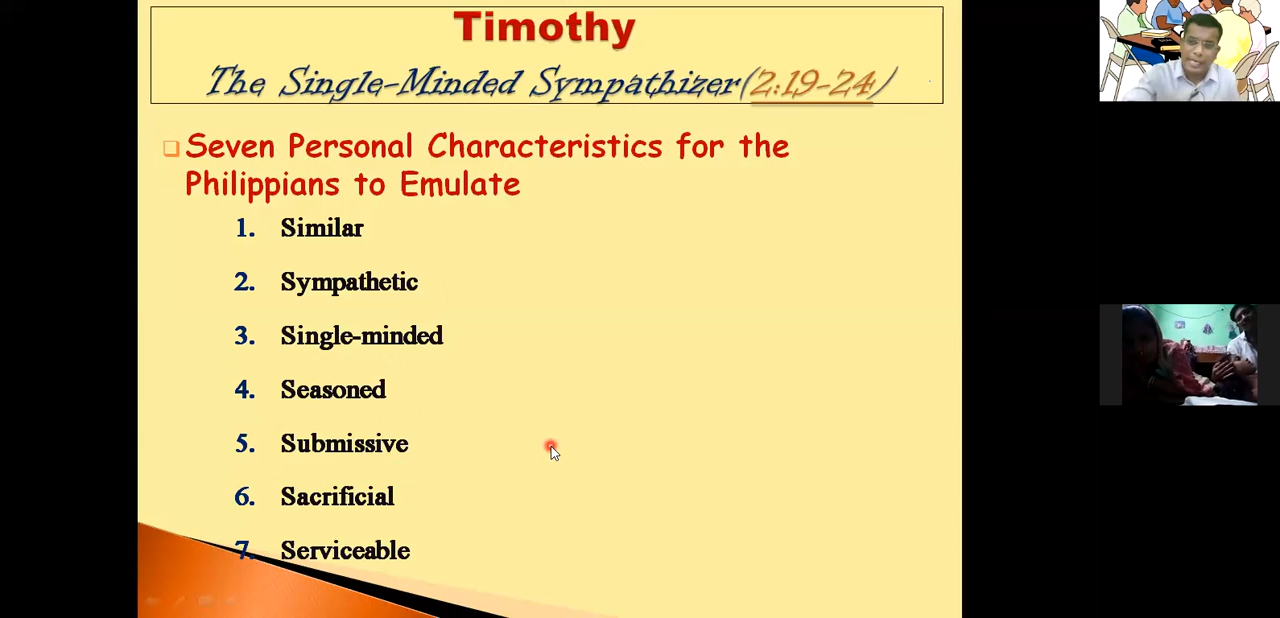 Timothy
The Single-Minded Sympathizer(2:19-24)
Seven Personal Characteristics for the
Philippians to Emulate
1. Similar
2. Sympathetic
3. Single-minded
4. Seasoned
5. Submissive
6. Sacrificial
7. Serviceable